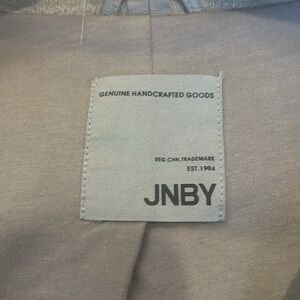 GENUINE HANDCRAFTED GOODS
REG.CHN.TRADEMARK
EST.1994
JNBY